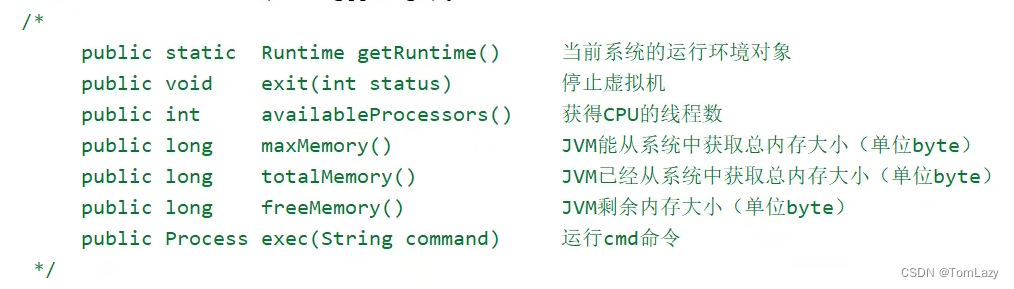 /*
public static Runtime getRuntime() 当前系统的运行环境对象
public void exit(int status) 停止虚拟机
public int availableProcessors() 获得CPU的线程数
public long maxMemory() JVM能从系统中获取总内存大小（单位byte）
public long totalMemory() JVM已经从系统中获取总内存大小（单位byte）
public long freeMemory() JVM剩余内存大小（单位byte）
public Process exec(String command) 运行cmd命令
*/
CSDN @TomLazy